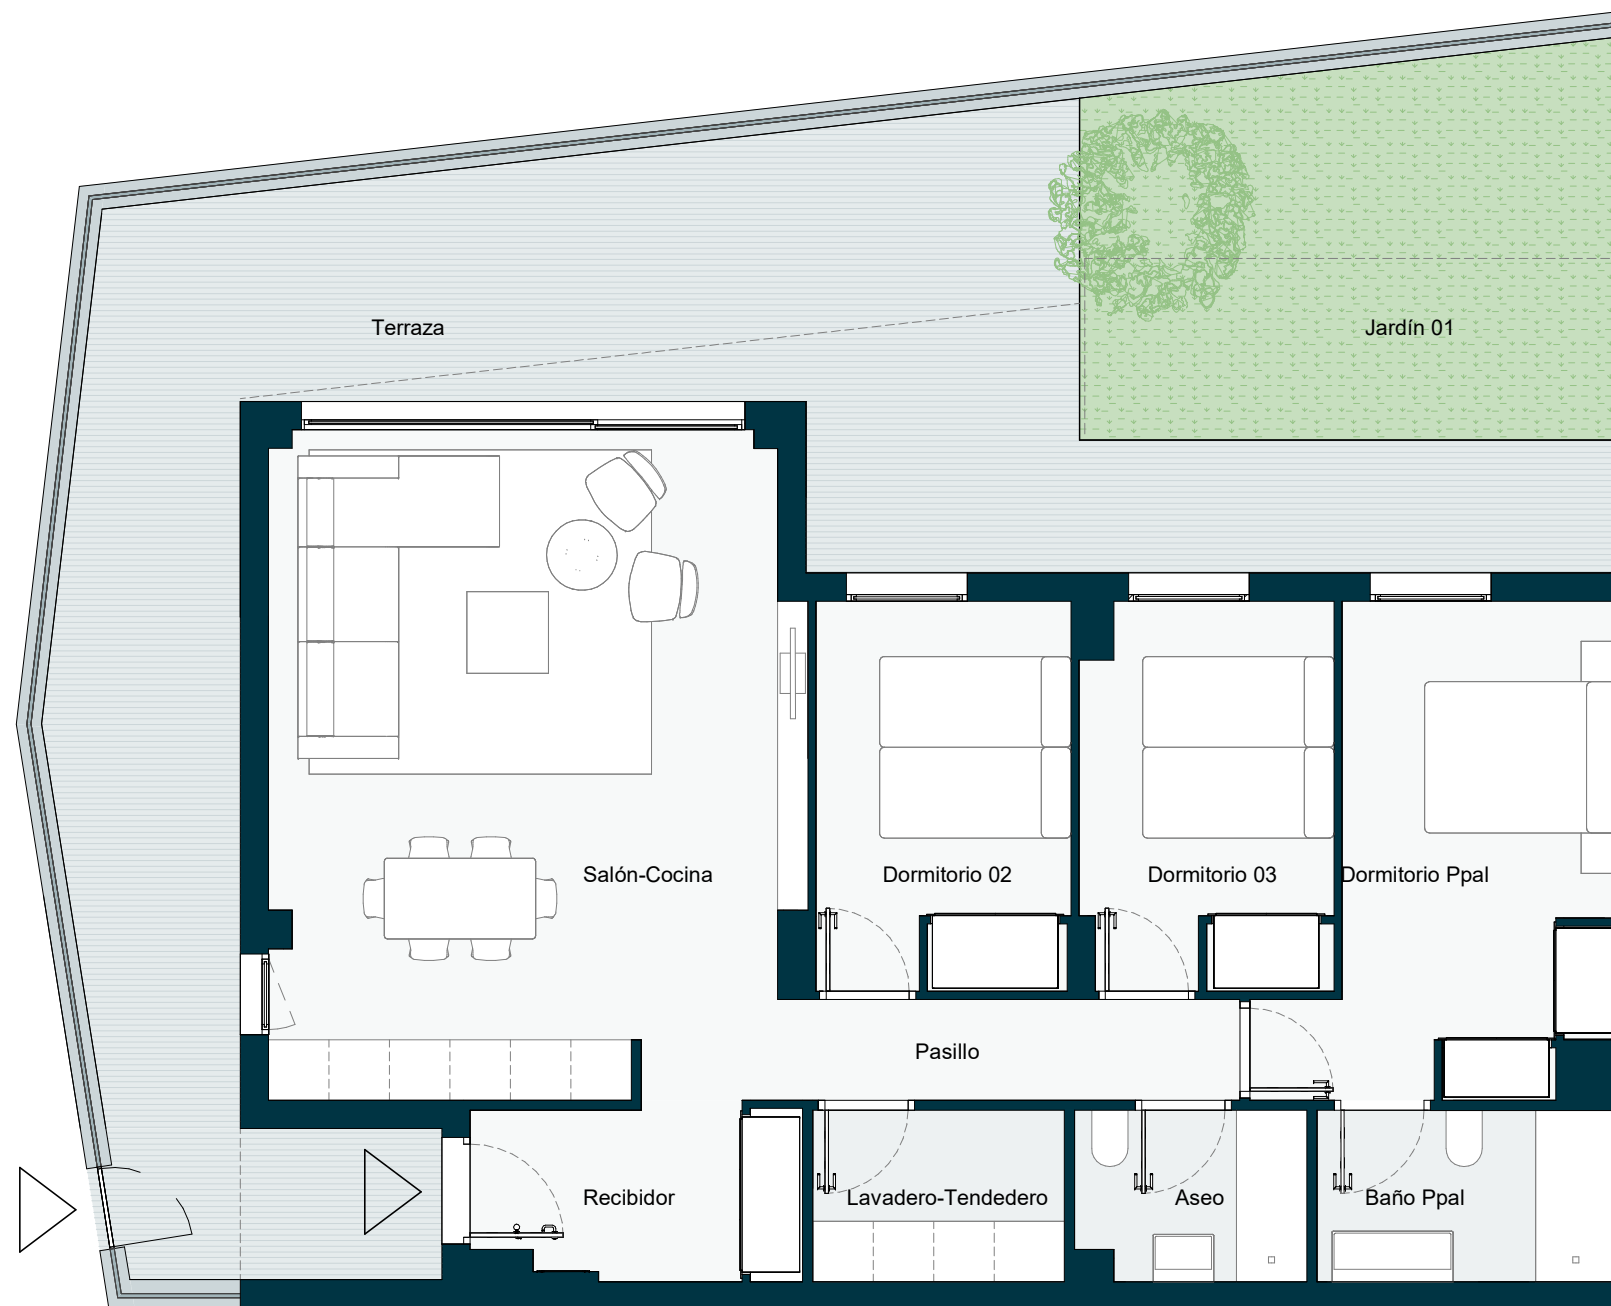 Terraza
Jardín 01
Salón-Cocina
Dormitorio 02
Dormitorio 03
Dormitorio Ppal
Pasillo
Recibidor
Lavadero-Tendedero
Aseo
Baño Ppal